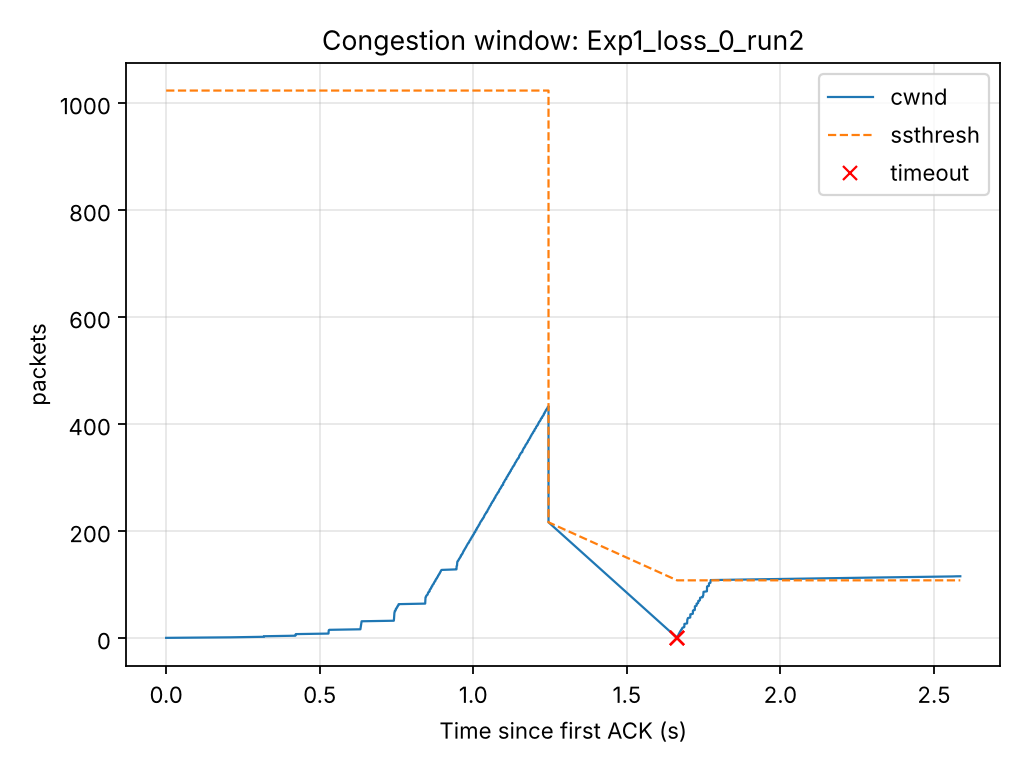 Congestion window: Exp1_loss_0_run2
cwnd
ssthresh
timeout
packets
1000
800
600
400
200
0
0.0 0.5 1.0 1.5 2.0 2.5
Time since first ACK (s)